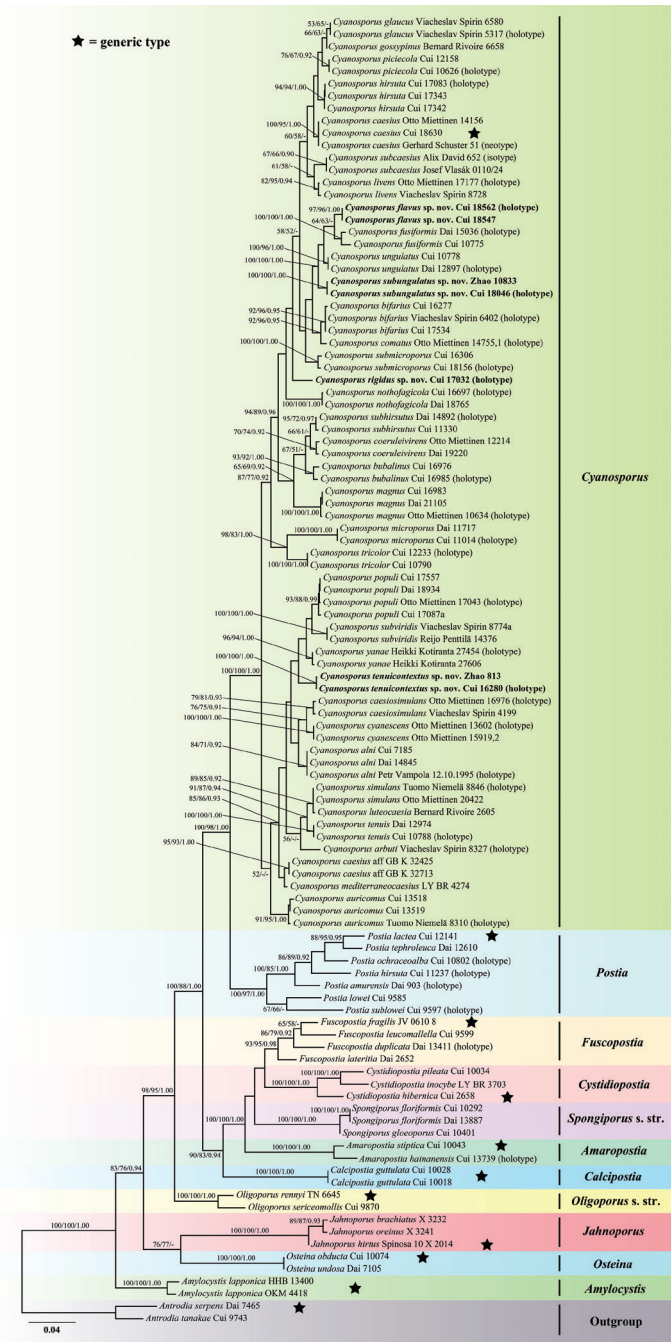 ★ = generic type
53/65/-
Cyanosporus glaucus Viacheslav Spirin 6580
66/63/-
Cyanosporus glaucus Viacheslav Spirin 5317 (holotype)
Cyanosporus gossypinus Bernard Rivoire 6658
76/67/0.92
Cyanosporus piceicola Cui 12158
Cyanosporus piceicola Cui 10626 (holotype)
94/94/1.00
Cyanosporus hirsuta Cui 17083 (holotype)
Cyanosporus hirsuta Cui 17343
Cyanosporus hirsuta Cui 17342
100/95/1.00
Cyanosporus caesius Otto Miettinen 14156
60/58/-
Cyanosporus caesius Cui 18630 ★
Cyanosporus caesius Gerhard Schuster 51 (neotype)
67/66/0.90
Cyanosporus subcaesius Alix David 652 (isotype)
61/58/-
Cyanosporus subcaesius Josef Vlasák 0110/24
82/95/0.94
Cyanosporus livens Otto Miettinen 17177 (holotype)
Cyanosporus livens Viacheslav Spirin 8728
97/96/1.00
Cyanosporus flavus sp. nov. Cui 18562 (holotype)
64/63/-
Cyanosporus flavus sp. nov. Cui 18547
58/52/-
100/100/1.00
Cyanosporus fusiformis Dai 15036 (holotype)
Cyanosporus fusiformis Cui 10775
100/96/1.00
Cyanosporus ungulatus Cui 10778
100/100/1.00
Cyanosporus ungulatus Dai 12897 (holotype)
100/100/1.00
Cyanosporus subungulatus sp. nov. Zhao 10833
Cyanosporus subungulatus sp. nov. Cui 18046 (holotype)
Cyanosporus bifarius Cui 16277
92/96/0.95
Cyanosporus bifarius Viacheslav Spirin 6402 (holotype)
92/96/0.95
Cyanosporus bifarius Cui 17534
Cyanosporus comatus Otto Miettinen 14755,1 (holotype)
100/100/1.00
Cyanosporus submicroporus Cui 16306
Cyanosporus submicroporus Cui 18156 (holotype)
Cyanosporus rigidus sp. nov. Cui 17032 (holotype)
Cyanosporus nothofagicola Cui 16697 (holotype)
100/100/1.00
Cyanosporus nothofagicola Dai 18765
94/89/0.96
95/72/0.97
Cyanosporus subhirsutus Dai 14892 (holotype)
66/61/-
Cyanosporus subhirsutus Cui 11330
70/74/0.92
Cyanosporus coeruleivirens Otto Miettinen 12214
67/51/-
Cyanosporus coeruleivirens Dai 19220
93/92/1.00
Cyanosporus bubalinus Cui 16976
65/69/0.92
87/77/0.92
Cyanosporus bubalinus Cui 16985 (holotype)
Cyanosporus magnus Cui 16983
Cyanosporus magnus Dai 21105
100/100/1.00
Cyanosporus magnus Otto Miettinen 10634 (holotype)
100/100/1.00
Cyanosporus microporus Dai 11717
98/83/1.00
Cyanosporus microporus Cui 11014 (holotype)
Cyanosporus tricolor Cui 12233 (holotype)
100/100/1.00
Cyanosporus tricolor Cui 10790
Cyanosporus populi Cui 17557
Cyanosporus populi Dai 18934
93/88/0.99
Cyanosporus populi Otto Miettinen 17043 (holotype)
100/100/1.00
Cyanosporus populi Cui 17087a
Cyanosporus subviridis Viacheslav Spirin 8774a
96/94/1.00
Cyanosporus subviridis Reijo Penttilä 14376
Cyanosporus yanae Heikki Kotiranta 27454 (holotype)
100/100/1.00
Cyanosporus yanae Heikki Kotiranta 27606
100/100/1.00
Cyanosporus tenuicontextus sp. nov. Zhao 813
Cyanosporus tenuicontextus sp. nov. Cui 16280 (holotype)
79/81/0.93
Cyanosporus caesiosimulans Otto Miettinen 16976 (holotype)
76/75/0.91
Cyanosporus caesiosimulans Viacheslav Spirin 4199
100/100/1.00
Cyanosporus cyanescens Otto Miettinen 13602 (holotype)
Cyanosporus cyanescens Otto Miettinen 15919,2
84/71/0.92
Cyanosporus alni Cui 7185
Cyanosporus alni Dai 14845
Cyanosporus alni Petr Vampola 12.10.1995 (holotype)
89/85/0.92
Cyanosporus simulans Tuomo Niemelä 8846 (holotype)
91/87/0.94
Cyanosporus simulans Otto Miettinen 20422
85/86/0.93
Cyanosporus luteocaesia Bernard Rivoire 2605
100/100/1.00
Cyanosporus tenuis Dai 12974
100/98/1.00
Cyanosporus tenuis Cui 10788 (holotype)
56/-/-
95/93/1.00
Cyanosporus arbuti Viacheslav Spirin 8327 (holotype)
Cyanosporus caesius aff GB K 32425
52/-/-
Cyanosporus caesius aff GB K 32713
Cyanosporus mediterraneocaesius LY BR 4274
Cyanosporus auricomus Cui 13518
Cyanosporus auricomus Cui 13519
91/95/1.00
Cyanosporus auricomus Tuomo Niemelä 8310 (holotype)
Cyanosporus
88/95/0.95
Postia lactea Cui 12141 ★
Postia tephroleuca Dai 12610
86/89/0.92
Postia ochraceoalba Cui 10802 (holotype)
100/85/1.00
Postia hirsuta Cui 11237 (holotype)
Postia amurensis Dai 903 (holotype)
100/97/1.00
Postia lowei Cui 9585
67/66/-
Postia sublowei Cui 9597 (holotype)
Postia
100/88/1.00
65/58/-
Fuscopostia fragilis JV 0610 8 ★
86/79/0.92
Fuscopostia leucomallella Cui 9599
93/95/0.98
Fuscopostia duplicata Dai 13411 (holotype)
Fuscopostia lateritia Dai 2652
Fuscopostia
98/95/1.00
100/100/1.00
Cystidiopostia pileata Cui 10034
100/100/1.00
Cystidiopostia inocybe LY BR 3703
Cystidiopostia hibernica Cui 2658 ★
Cystidiopostia
100/100/1.00
Spongiporus floriformis Cui 10292
100/100/1.00
Spongiporus floriformis Dai 13887
Spongiporus gloeoporus Cui 10401
Spongiporus s. str.
100/100/1.00
Amaropostia stiptica Cui 10043 ★
90/83/0.94
Amaropostia hainanensis Cui 13739 (holotype)
Amaropostia
83/76/0.94
100/100/1.00
Calcipostia guttulata Cui 10028
Calcipostia guttulata Cui 10018 ★
Calcipostia
100/100/1.00
Oligoporus rennyi TN 6645 ★
Oligoporus sericeomollis Cui 9870
Oligoporus s. str.
89/87/0.93
Jahnoporus brachiatus X 3232
100/100/1.00
100/100/1.00
Jahnoporus oreinus X 3241
76/77/-
Jahnoporus hirtus Spinosa 10 X 2014 ★
Jahnoporus
100/100/1.00
Osteina obducta Cui 10074 ★
Osteina undosa Dai 7105
Osteina
100/100/1.00
Amylocystis lapponica HHB 13400
Amylocystis lapponica OKM 4418 ★
Amylocystis
Antrodia serpens Dai 7465 ★
Antrodia tanakae Cui 9743
Outgroup
0.04